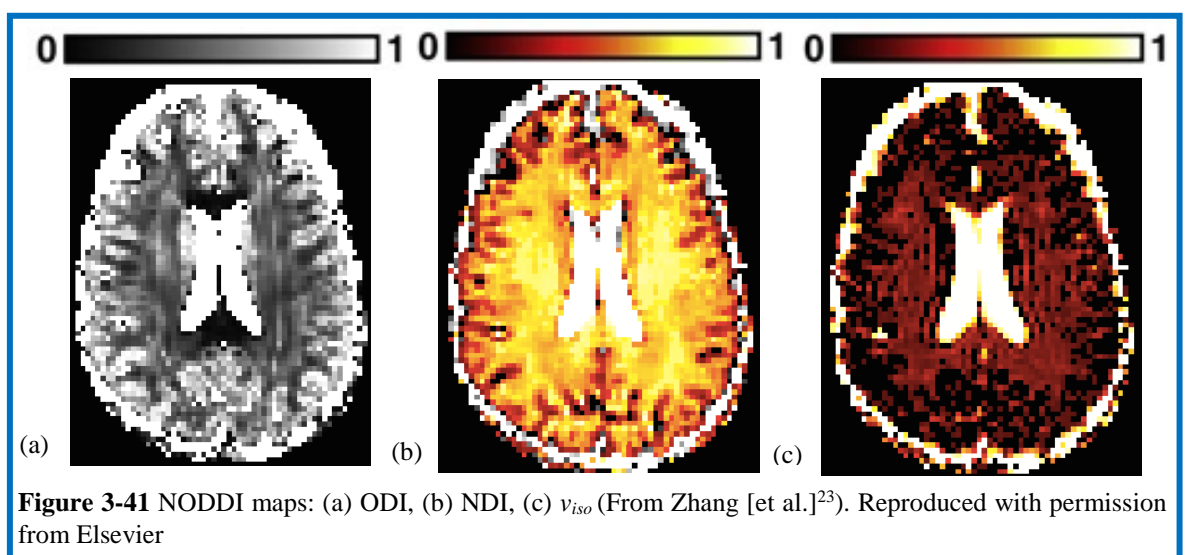 0 1 0 1 0 1
(a) (b) (c)
Figure 3-41 NODDI maps: (a) ODI, (b) NDI, (c) viso (From Zhang [et al.]23). Reproduced with permission
from Elsevier